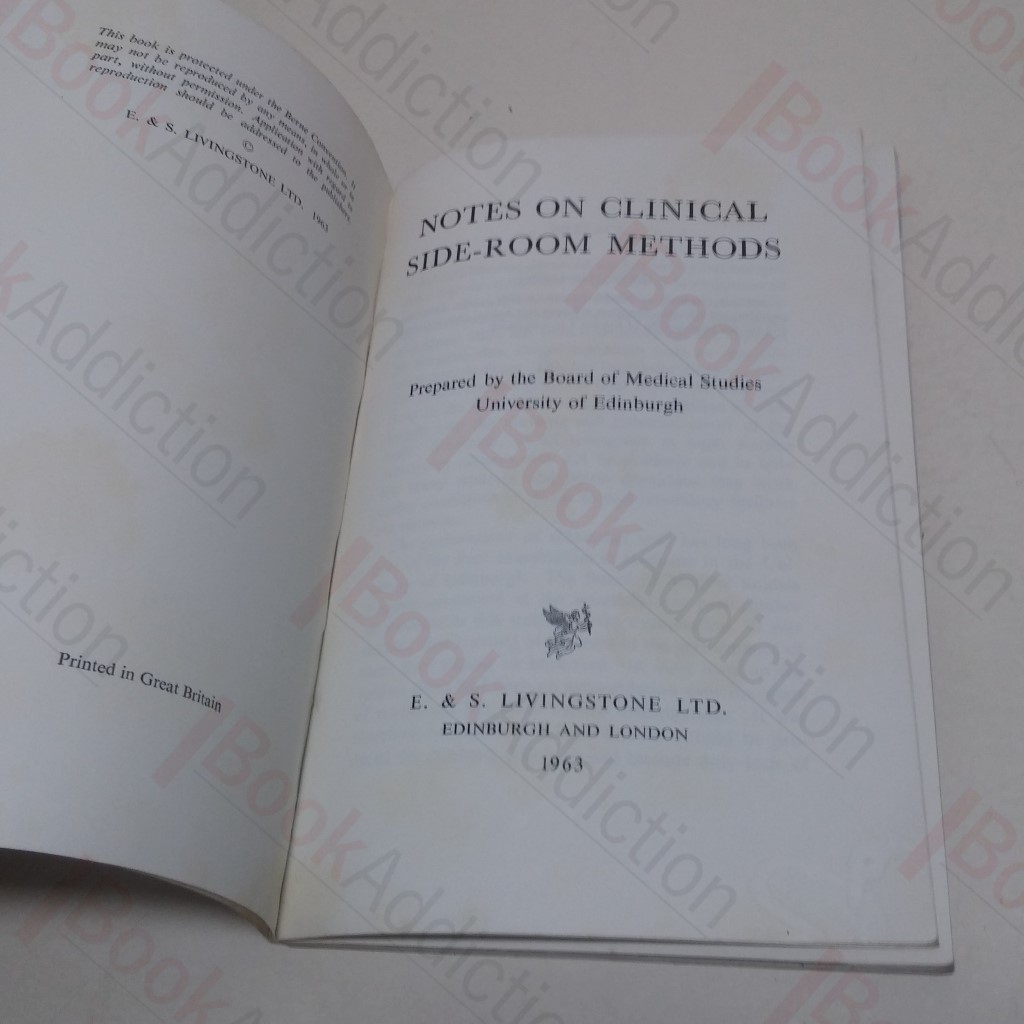 This book is protected under the Berne Convention. It
may not be reproduced by any means, in whole or in
part, without permission. Application with regard to
reproduction should be addressed to the publishers.
©
E. & S. LIVINGSTONE LTD. 1963
Printed in Great Britain
NOTES ON CLINICAL
SIDE-ROOM METHODS
Prepared by the Board of Medical Studies
University of Edinburgh
E. & S. LIVINGSTONE LTD.
EDINBURGH AND LONDON
1963
BookAddiction